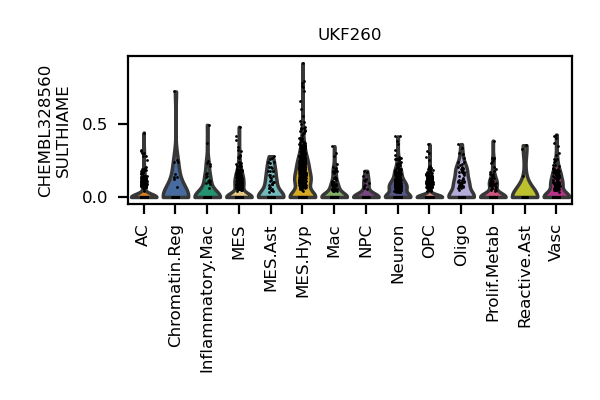 UKF260
CHEMBL328560
SULTHIAME
0.5
0.0
AC
Chromatin.Reg
Inflammatory.Mac
MES
MES.Ast
MES.Hyp
Mac
NPC
Neuron
OPC
Oligo
Prolif.Metab
Reactive.Ast
Vasc